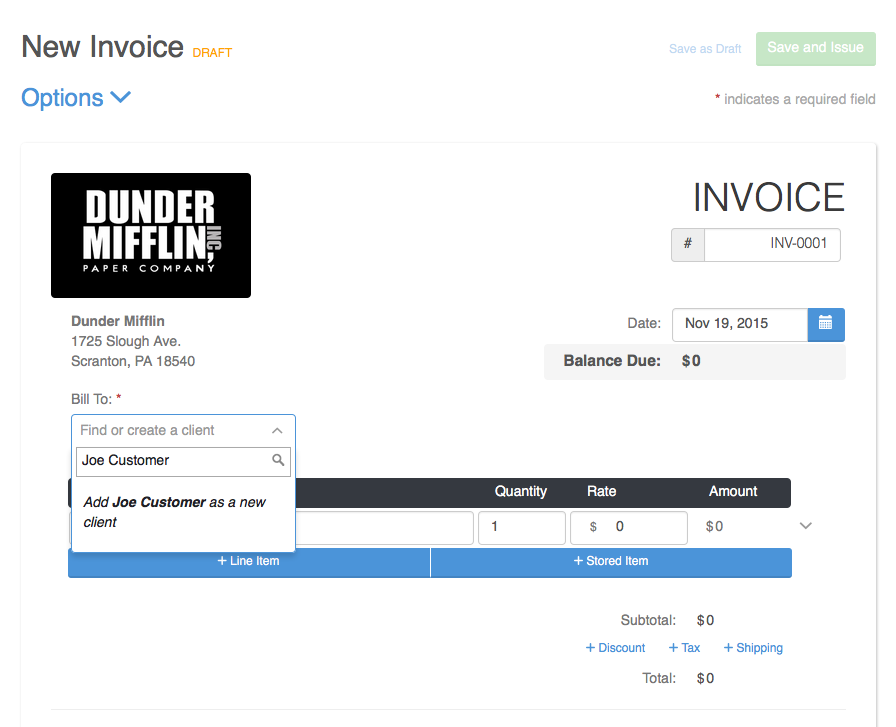 New Invoice DRAFT
Save as Draft
Save and Issue
Options
* indicates a required field
DUNDER
MIFFLIN, INC.
PAPER COMPANY
INVOICE
# INV-0001
Dunder Mifflin
1725 Slough Ave.
Scranton, PA 18540
Date: Nov 19, 2015
Balance Due: $0
Bill To: *
Find or create a client
Joe Customer
Add Joe Customer as a new
client
Quantity Rate Amount
1 $ 0 $0
+ Line Item + Stored Item
Subtotal: $0
+ Discount + Tax + Shipping
Total: $0